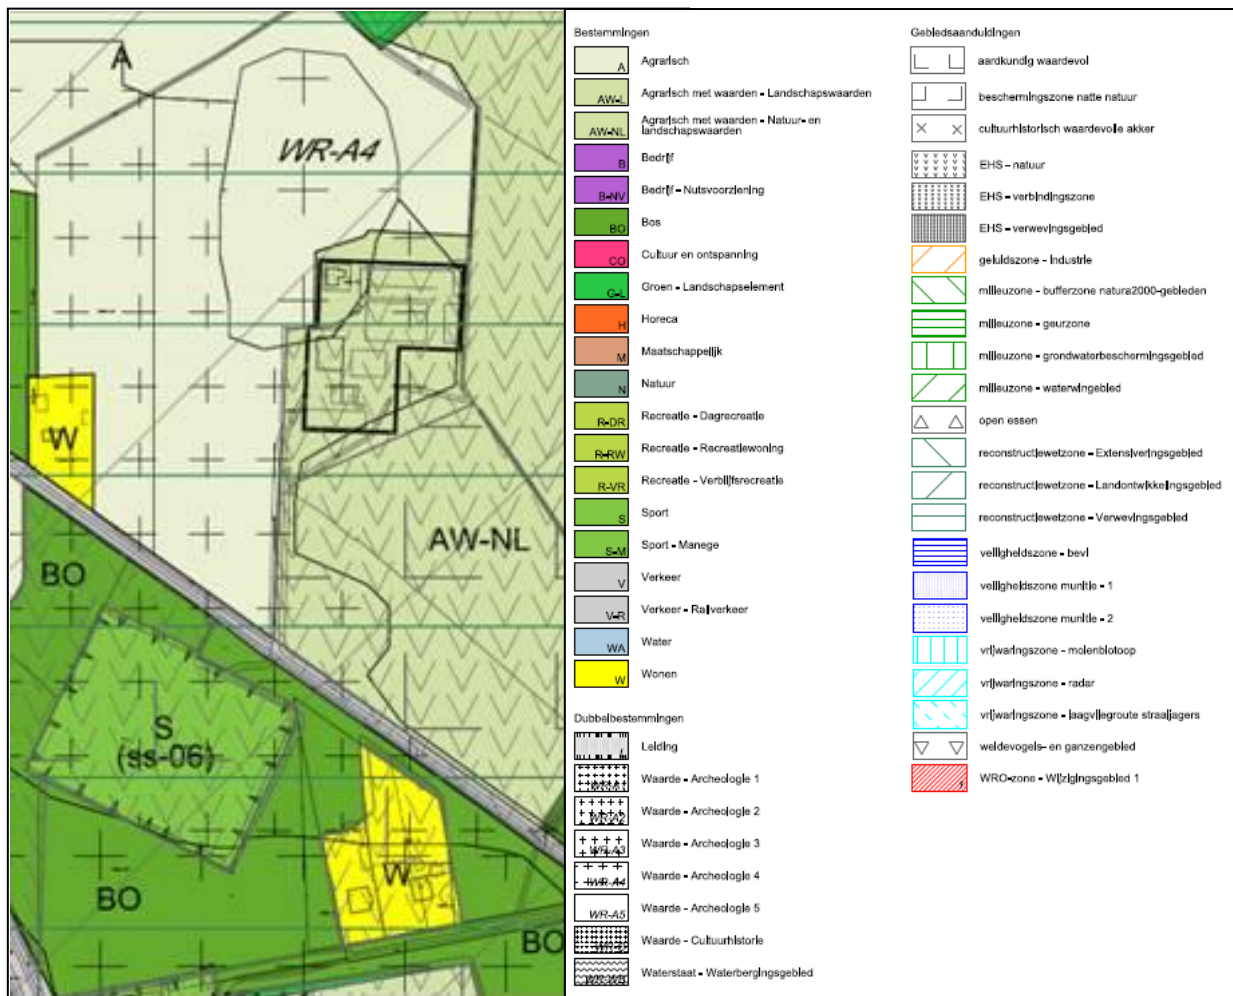 A
WR-A4
W
AW-NL
BO
S
(ss-06)
W
BO
BO
Bestemmingen
A Agrarisch
AW-L Agrarisch met waarden - Landschapswaarden
AW-NL Agrarisch met waarden - Natuur- en
landschapswaarden
B Bedrijf
B-NV Bedrijf - Nutsvoorziening
BO Bos
CO Cultuur en ontspanning
G-L Groen - Landschapselement
H Horeca
M Maatschappelijk
N Natuur
R-DR Recreatie - Dagrecreatie
R-RW Recreatie - Recreatiewoning
R-VR Recreatie - Verblijfsrecreatie
S Sport
S-M Sport - Manege
V Verkeer
V-R Verkeer - Railverkeer
WA Water
W Wonen
Dubbelbestemmingen
L Leiding
WR-A1 Waarde - Archeologie 1
WR-A2 Waarde - Archeologie 2
WR-A3 Waarde - Archeologie 3
WR-A4 Waarde - Archeologie 4
WR-A5 Waarde - Archeologie 5
Waarde - Cultuurhistorie
Waterstaat - Waterbergingsgebied
Gebiedsaanduidingen
aardkundig waardevol
beschermingszone natte natuur
cultuurhistorisch waardevolle akker
EHS - natuur
EHS - verbindingszone
EHS - verwevingsgebied
geluidszone - industrie
milieuzone - bufferzone natura2000-gebieden
milieuzone - geurzone
milieuzone - grondwaterbeschermingsgebied
milieuzone - waterwingebied
open essen
reconstructiewetzone - Extensiveringsgebied
reconstructiewetzone - Landontwikkelingsgebied
reconstructiewetzone - Verwevingsgebied
veiligheidszone - bevi
veiligheidszone munitie - 1
veiligheidszone munitie - 2
vrijwaringszone - molenbiotoop
vrijwaringszone - radar
vrijwaringszone - laagvliegroute straaljagers
weidevogels- en ganzengebied
WRO-zone - Wijzigingsgebied 1